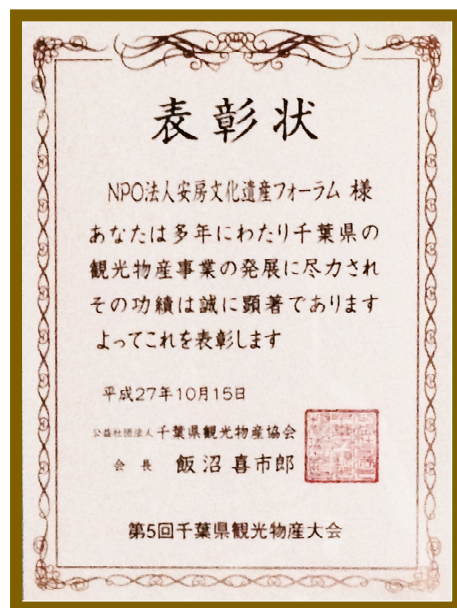 表彰状
NPO法人安房文化遺産フォーラム 様
あなたは多年にわたり千葉県の
観光物産事業の発展に尽力され
その功績は誠に顕著であります
よってこれを表彰します
平成27年10月15日
公益社団法人千葉県観光物産協会
会 長 飯沼 喜市郎
第5回千葉県観光物産大会